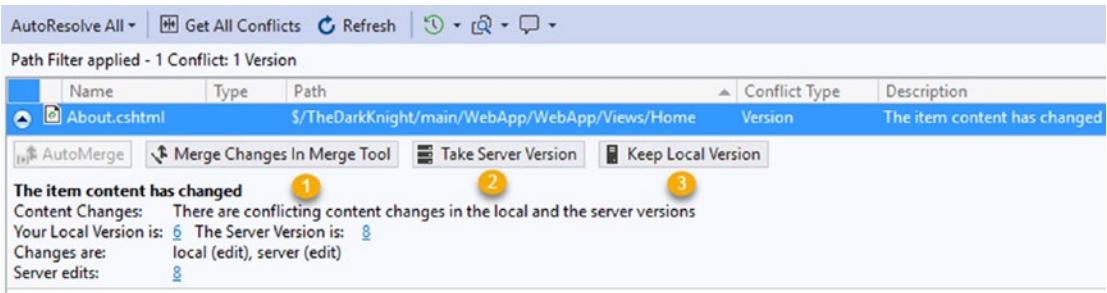 AutoResolve All Get All Conflicts Refresh
Path Filter applied - 1 Conflict: 1 Version
Name Type Path Conflict Type Description
About.cshtml $/TheDarkKnight/main/WebApp/WebApp/Views/Home Version The item content has changed
AutoMerge Merge Changes In Merge Tool Take Server Version Keep Local Version
1 2 3
The item content has changed
Content Changes: There are conflicting content changes in the local and the server versions
Your Local Version is: 6 The Server Version is: 8
Changes are: local (edit), server (edit)
Server edits: 8